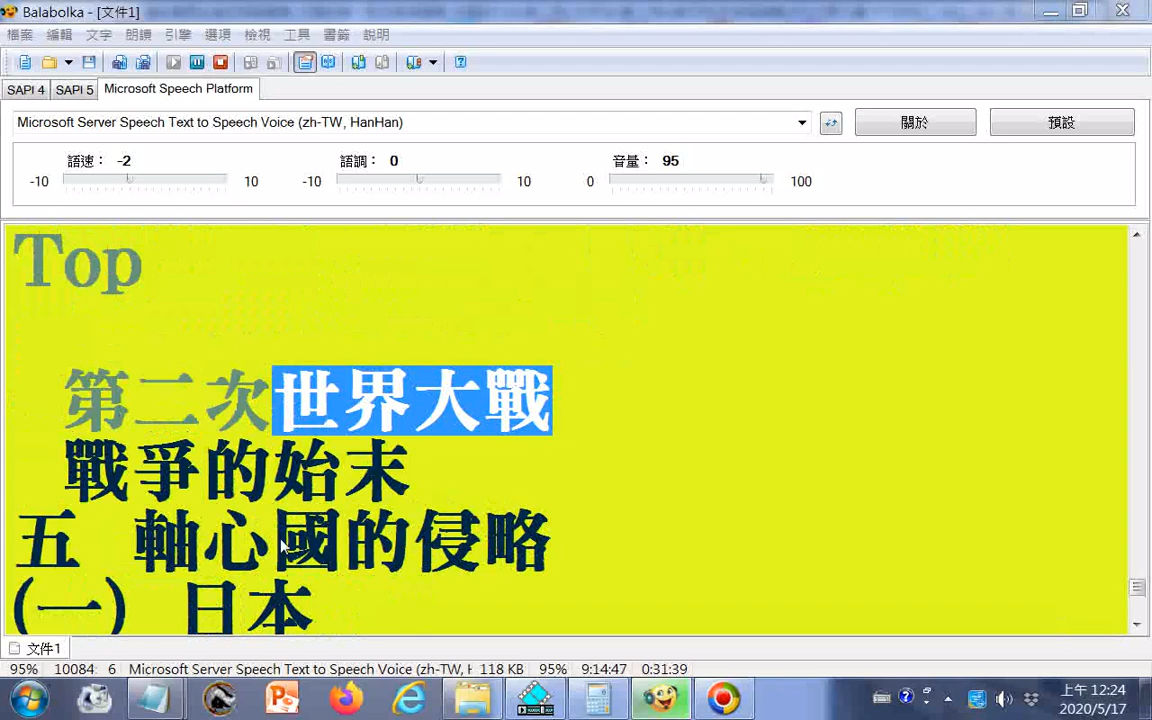 Balabolka - [文件1]
檔案 編輯 文字 朗讀 引擎 選項 檢視 工具 書籤 說明
SAPI 4 SAPI 5 Microsoft Speech Platform
Microsoft Server Speech Text to Speech Voice (zh-TW, HanHan) 關於 預設
語速： -2 語調： 0 音量： 95
-10 10 -10 10 0 100
Top
第二次世界大戰
戰爭的始末
五 軸心國的侵略
(一) 日本
文件1
95% 10084 6 Microsoft Server Speech Text to Speech Voice (zh-TW, H 118 KB 95% 9:14:47 0:31:39
上午 12:24
2020/5/17